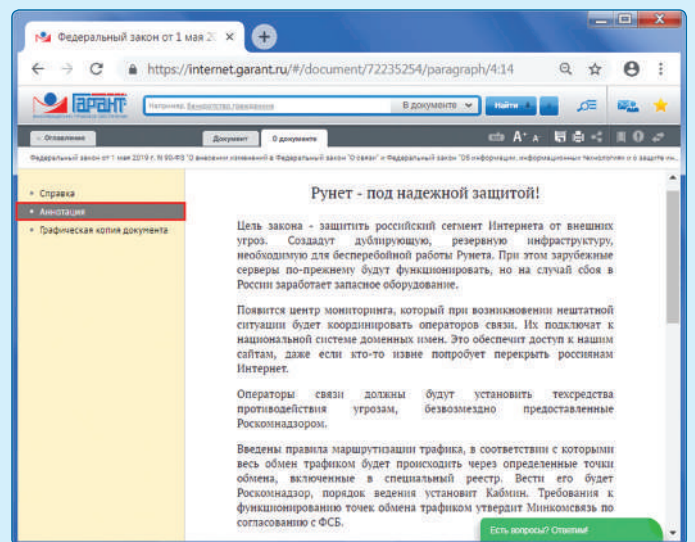 Федеральный закон от 1 мая 20
https://internet.garant.ru/#/document/72235254/paragraph/4:14
ГАРАНТ
Например, Банкротство гражданина
В документе
Найти
Оглавление
Документ
О документе
A+ A-
Федеральный закон от 1 мая 2019 г. N 90-ФЗ "О внесении изменений в Федеральный закон "О связи" и Федеральный закон "Об информации, информационных технологиях и о защите ин...
Справка
Аннотация
Графическая копия документа
Рунет - под надежной защитой!
Цель закона - защитить российский сегмент Интернета от внешних
угроз. Создадут дублирующую, резервную инфраструктуру,
необходимую для бесперебойной работы Рунета. При этом зарубежные
серверы по-прежнему будут функционировать, но на случай сбоя в
России заработает запасное оборудование.
Появится центр мониторинга, который при возникновении нештатной
ситуации будет координировать операторов связи. Их подключат к
национальной системе доменных имен. Это обеспечит доступ к нашим
сайтам, даже если кто-то извне попробует перекрыть россиянам
Интернет.
Операторы связи должны будут установить техсредства
противодействия угрозам, безвозмездно предоставленные
Роскомнадзором.
Введены правила маршрутизации трафика, в соответствии с которыми
весь обмен трафиком будет происходить через определенные точки
обмена, включенные в специальный реестр. Вести его будет
Роскомнадзор, порядок ведения установит Кабмин. Требования к
функционированию точек обмена трафиком утвердит Минкомсвязь по
согласованию с ФСБ.
Есть вопросы? Ответим!